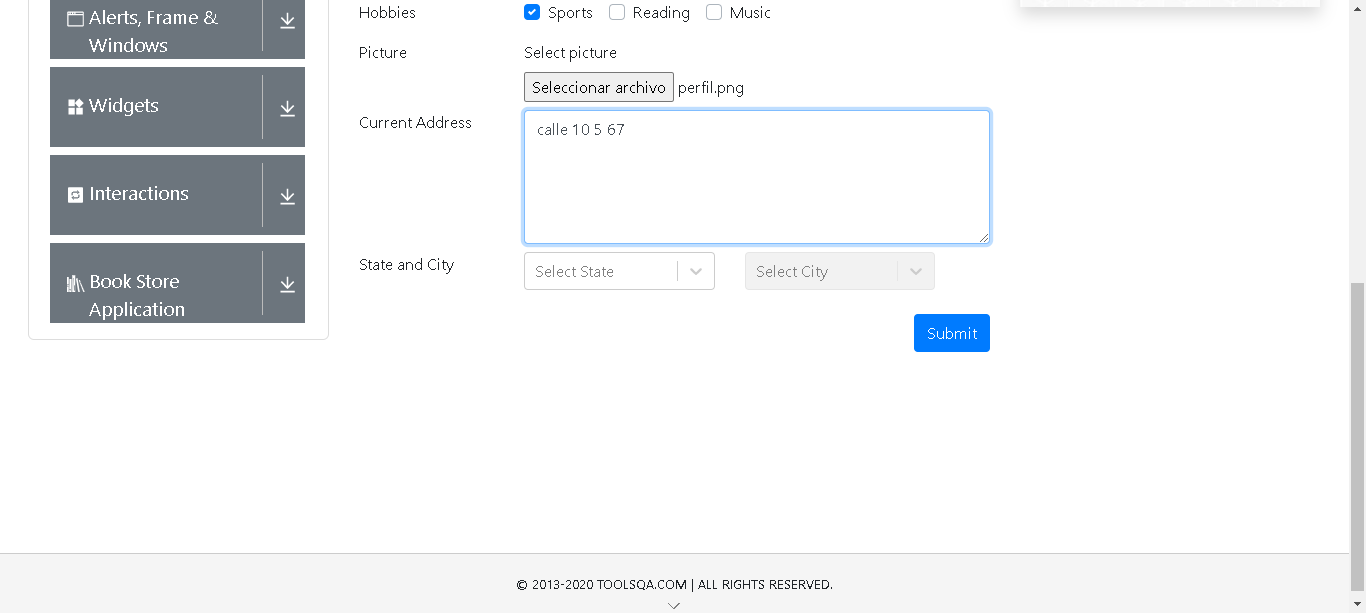 Alerts, Frame &
Windows
Widgets
Interactions
Book Store
Application
Hobbies
Sports Reading Music
Picture
Select picture
Seleccionar archivo perfil.png
Current Address
calle 10 5 67
State and City
Select State Select City
Submit
© 2013-2020 TOOLSQA.COM | ALL RIGHTS RESERVED.